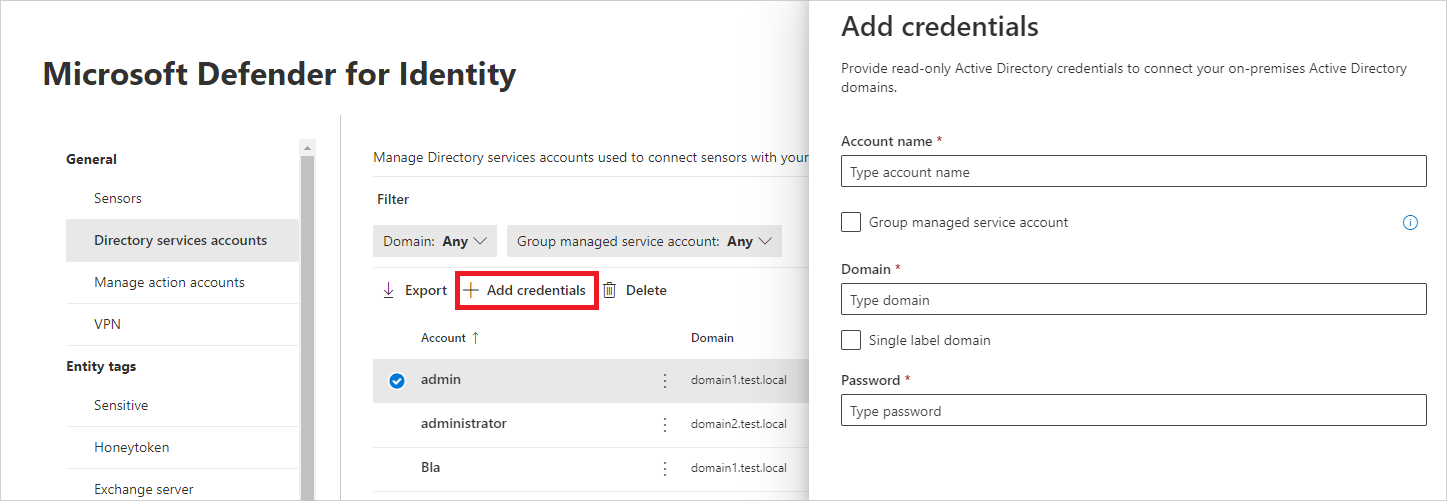 Microsoft Defender for Identity
General
Sensors
Directory services accounts
Manage action accounts
VPN
Entity tags
Sensitive
Honeytoken
Exchange server
Manage Directory services accounts used to connect sensors with your
Filter
Domain: Any
Group managed service account: Any
Export
Add credentials
Delete
Account ↑ Domain
admin domain1.test.local
administrator domain2.test.local
Bla domain1.test.local
Add credentials
Provide read-only Active Directory credentials to connect your on-premises Active Directory
domains.
Account name *
Type account name
Group managed service account
Domain *
Type domain
Single label domain
Password *
Type password